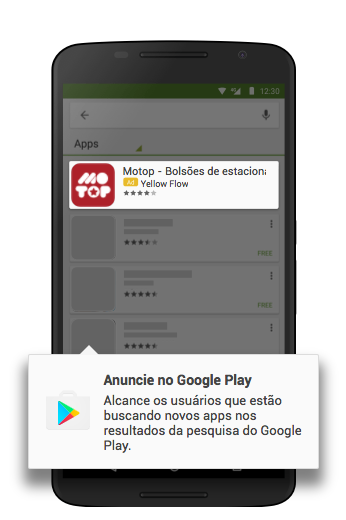 12:30
Apps
MO
TOP
Motop - Bolsões de estaciona
Ad Yellow Flow
FREE
FREE
Anuncie no Google Play
Alcance os usuários que estão
buscando novos apps nos
resultados da pesquisa do Google
Play.